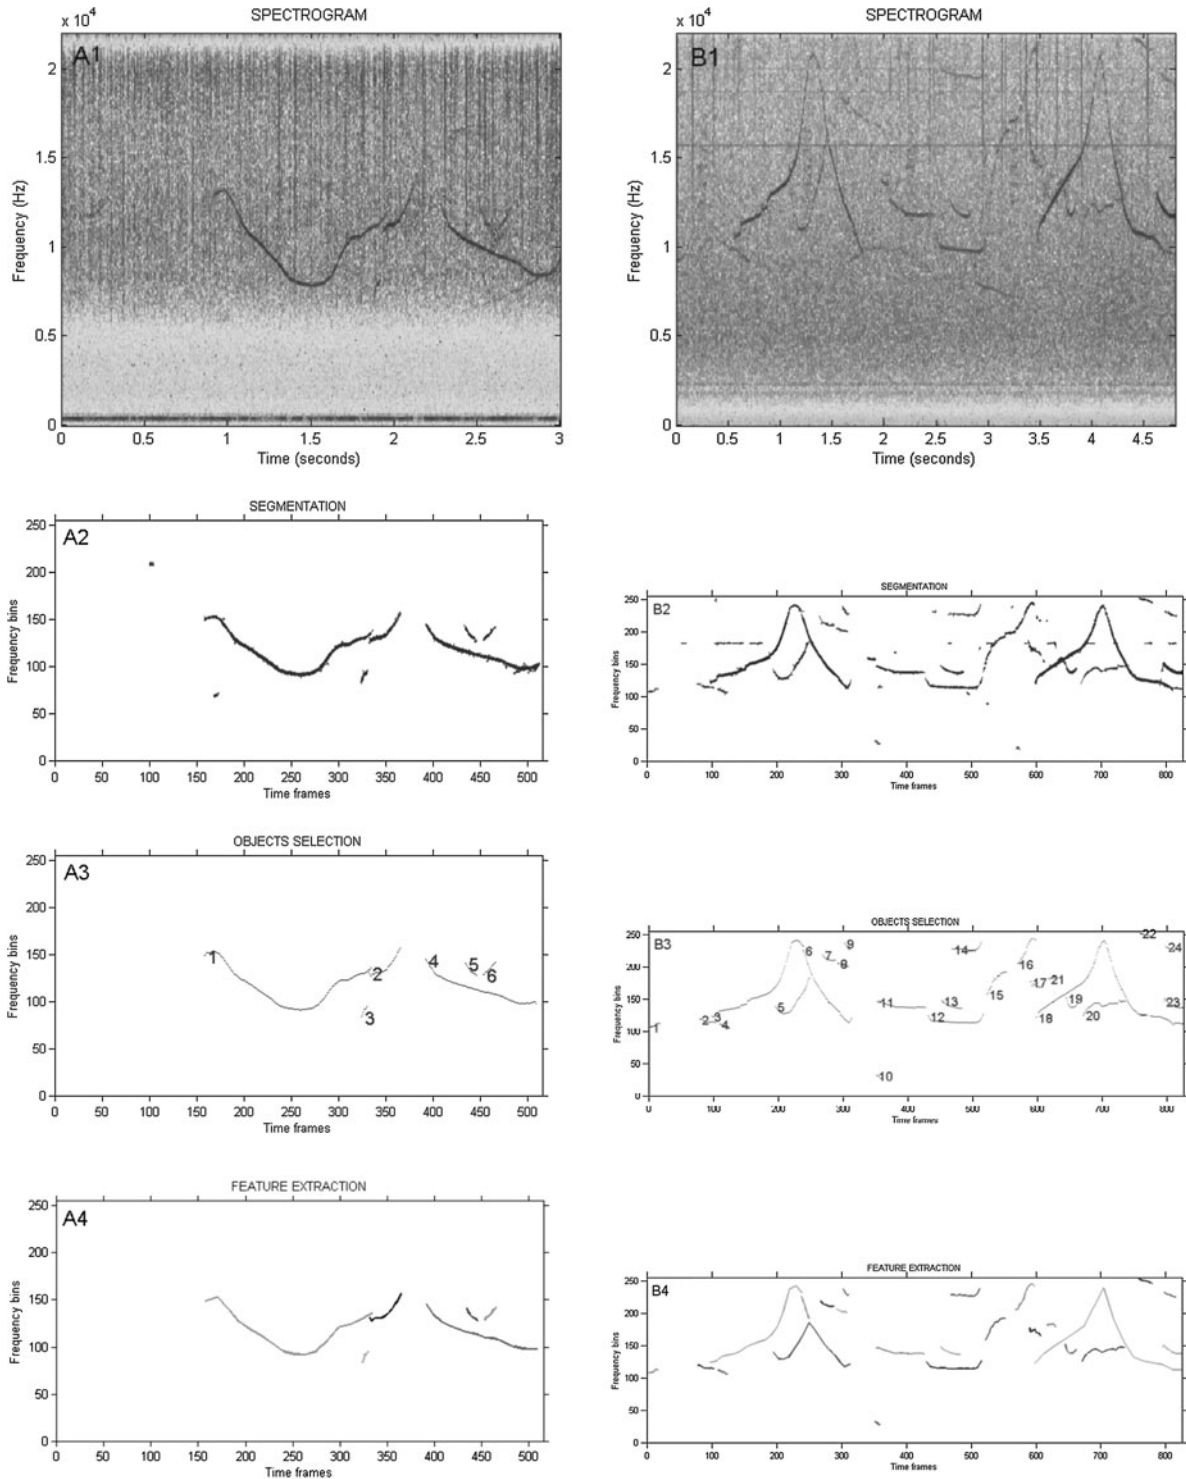 SPECTROGRAM
x 10⁴
A1
2
1.5
1
0.5
0
Frequency (Hz)
0 0.5 1 1.5 2 2.5 3
Time (seconds)
SPECTROGRAM
x 10⁴
B1
2
1.5
1
0.5
0
Frequency (Hz)
0 0.5 1 1.5 2 2.5 3 3.5 4 4.5
Time (seconds)
SEGMENTATION
A2
250
200
150
100
50
0
Frequency bins
0 50 100 150 200 250 300 350 400 450 500
Time frames
SEGMENTATION
B2
250
200
150
100
50
0
Frequency bins
0 100 200 300 400 500 600 700 800
Time frames
OBJECTS SELECTION
A3
250
200
150
100
50
0
Frequency bins
1 2 3 4 5 6
0 50 100 150 200 250 300 350 400 450 500
Time frames
OBJECTS SELECTION
B3
250
200
150
100
50
0
Frequency bins
1 2 3 4 5 6 7 8 9 10 11 12 13 14 15 16 17 18 19 20 21 22 23 24
0 100 200 300 400 500 600 700 800
Time frames
FEATURE EXTRACTION
A4
250
200
150
100
50
0
Frequency bins
0 50 100 150 200 250 300 350 400 450 500
Time frames
FEATURE EXTRACTION
B4
250
200
150
100
50
0
Frequency bins
0 100 200 300 400 500 600 700 800
Time frames